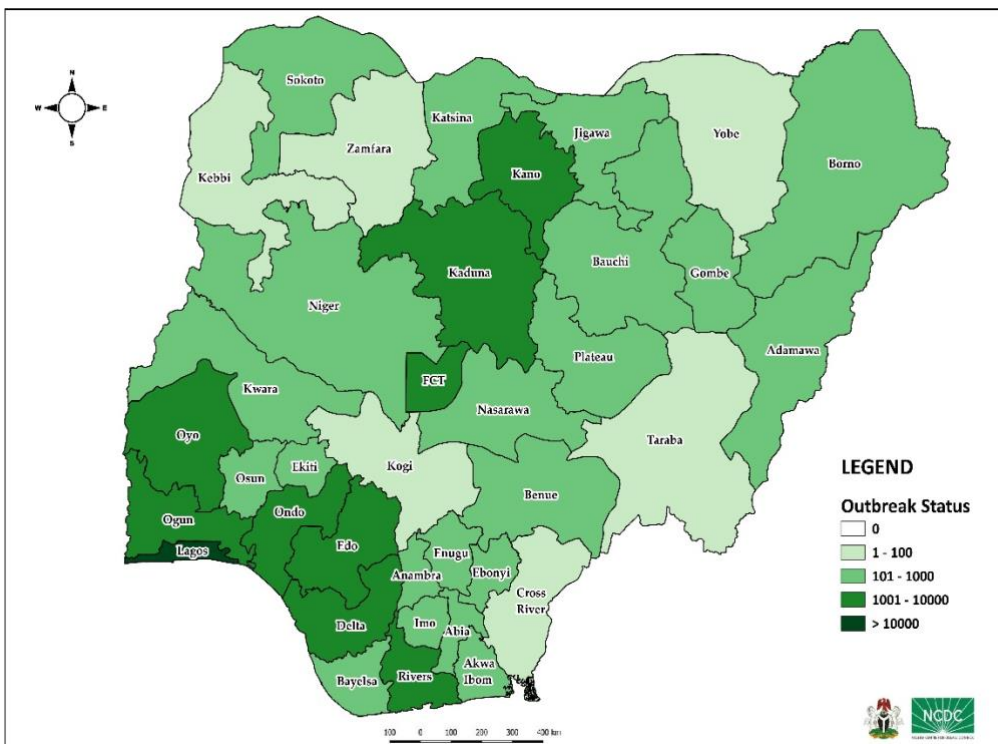 N
W E
S
Sokoto
Katsina
Jigawa
Yobe
Borno
Zamfara
Kebbi
Kano
Kaduna
Bauchi
Gombe
Niger
Adamawa
Plateau
FCT
Kwara
Nasarawa
Oyo
Taraba
Kogi
Osun
Ekiti
Benue
Ogun
Ondo
Edo
Lagos
Enugu
Anambra
Ebonyi
Cross
River
Delta
Imo
Abia
Akwa
Ibom
Bayelsa
Rivers
LEGEND
Outbreak Status
0
1 - 100
101 - 1000
1001 - 10000
> 10000
100 0 100 200 300 400 km
NCDC